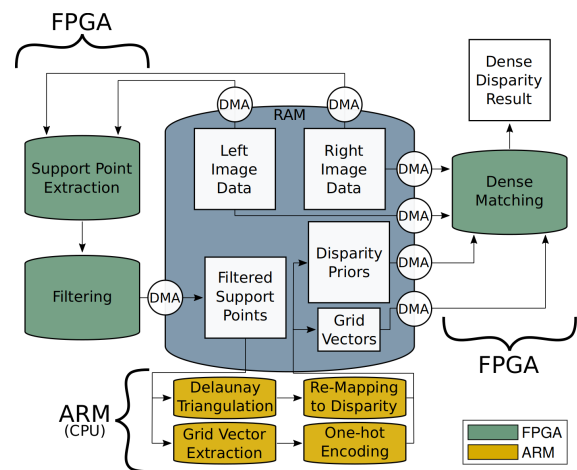 FPGA
Dense
Disparity
Result
DMA
DMA
RAM
Support Point
Extraction
Left
Image
Data
Right
Image
Data
DMA
Dense
Matching
DMA
Filtering
DMA
Filtered
Support
Points
Disparity
Priors
DMA
Grid
Vectors
DMA
FPGA
ARM
(CPU)
Delaunay
Triangulation
Re-Mapping
to Disparity
Grid Vector
Extraction
One-hot
Encoding
FPGA
ARM